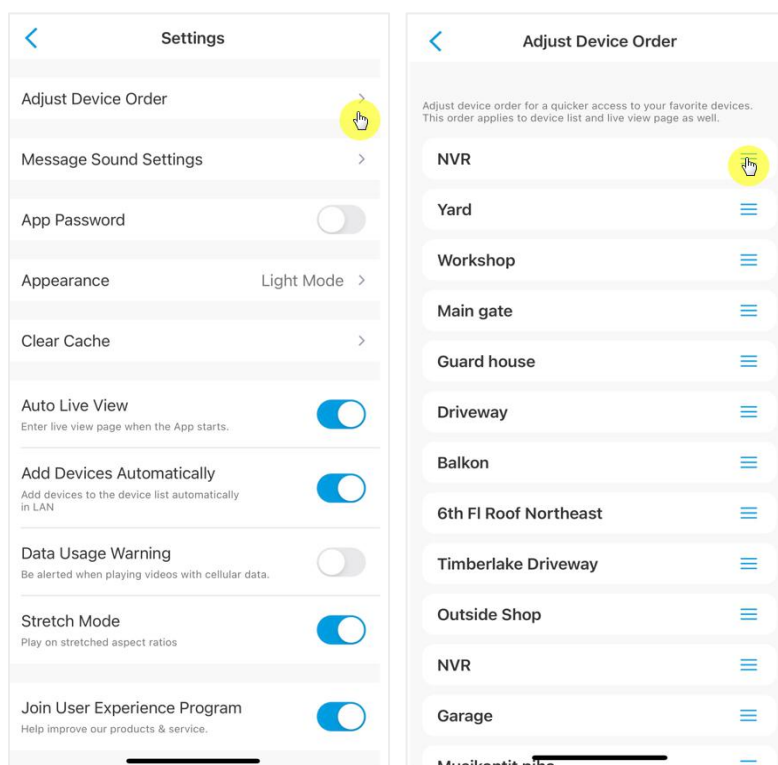 Settings
Adjust Device Order
Message Sound Settings
App Password
Appearance
Light Mode
Clear Cache
Auto Live View
Enter live view page when the App starts.
Add Devices Automatically
Add devices to the device list automatically
in LAN
Data Usage Warning
Be alerted when playing videos with cellular data.
Stretch Mode
Play on stretched aspect ratios
Join User Experience Program
Help improve our products & service.
Adjust Device Order
Adjust device order for a quicker access to your favorite devices.
This order applies to device list and live view page as well.
NVR
Yard
Workshop
Main gate
Guard house
Driveway
Balkon
6th Fl Roof Northeast
Timberlake Driveway
Outside Shop
NVR
Garage